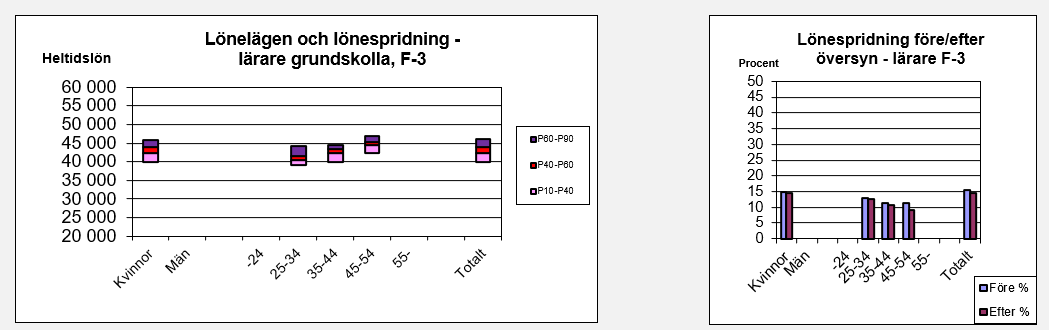 Lönelägen och lönespridning -
lärare grundskolla, F-3
Heltidslön
60 000
55 000
50 000
45 000
40 000
35 000
30 000
25 000
20 000
Kvinnor
Män
-24
25-34
35-44
45-54
55-
Totalt
P60-P90
P40-P60
P10-P40
Lönespridning före/efter
översyn - lärare F-3
Procent
50
45
40
35
30
25
20
15
10
5
0
Kvinnor
Män
-24
25-34
35-44
45-54
55-
Totalt
Före %
Efter %